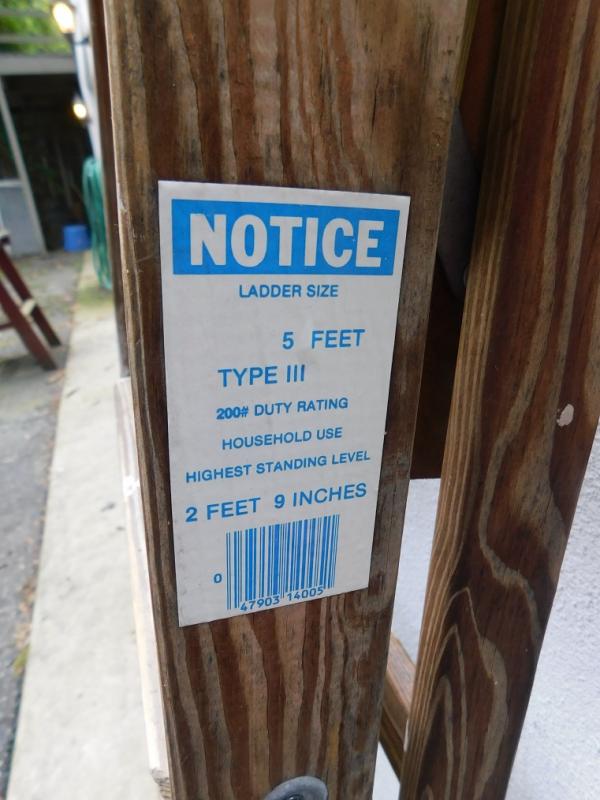 NOTICE
LADDER SIZE
5 FEET
TYPE III
200# DUTY RATING
HOUSEHOLD USE
HIGHEST STANDING LEVEL
2 FEET 9 INCHES
0 47903 14005